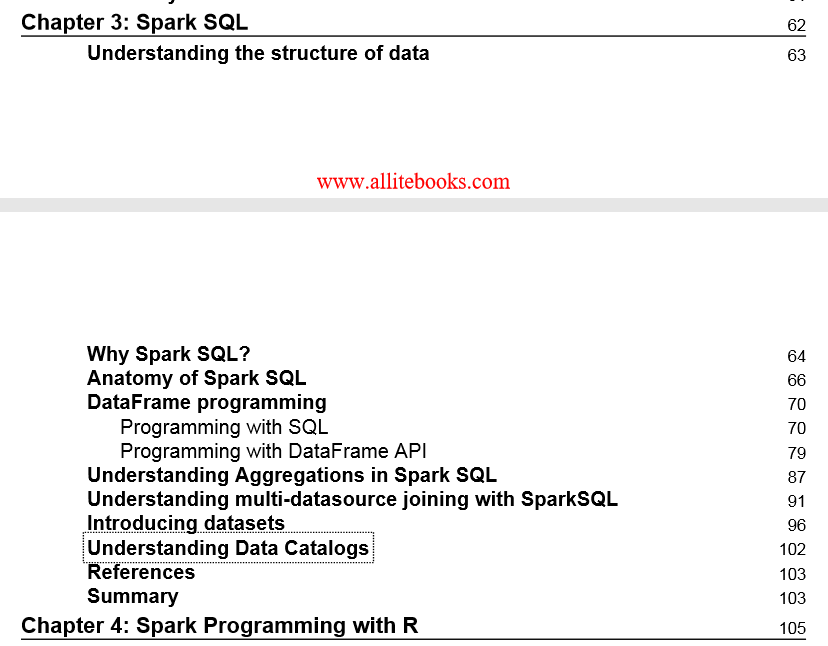 Chapter 3: Spark SQL 62
Understanding the structure of data 63
www.allitebooks.com
Why Spark SQL? 64
Anatomy of Spark SQL 66
DataFrame programming 70
Programming with SQL 70
Programming with DataFrame API 79
Understanding Aggregations in Spark SQL 87
Understanding multi-datasource joining with SparkSQL 91
Introducing datasets 96
Understanding Data Catalogs 102
References 103
Summary 103
Chapter 4: Spark Programming with R 105